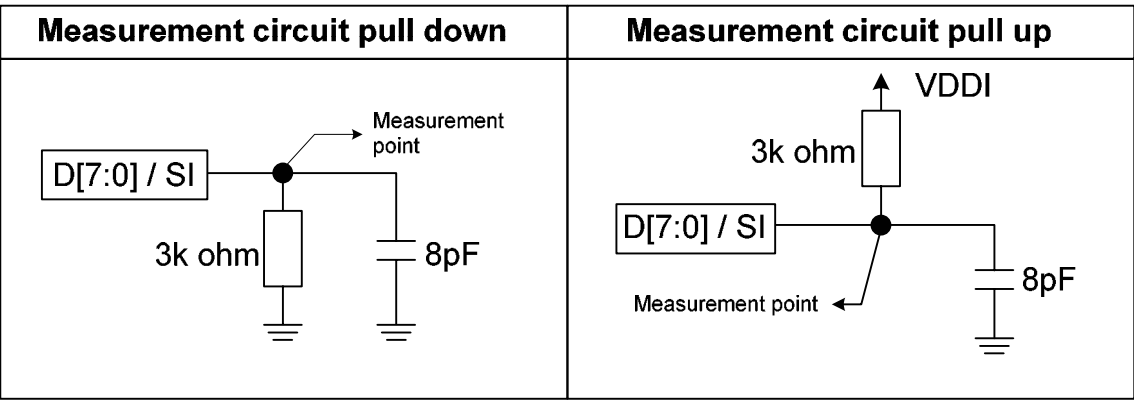 Measurement circuit pull down
Measurement circuit pull up
Measurement
point
D[7:0] / SI
3k ohm
8pF
VDDI
3k ohm
D[7:0] / SI
8pF
Measurement point